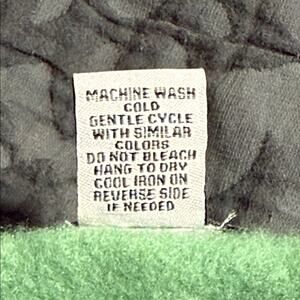 MACHINE WASH
COLD
GENTLE CYCLE
WITH SIMILAR
COLORS
DO NOT BLEACH
HANG TO DRY
COOL IRON ON
REVERSE SIDE
IF NEEDED